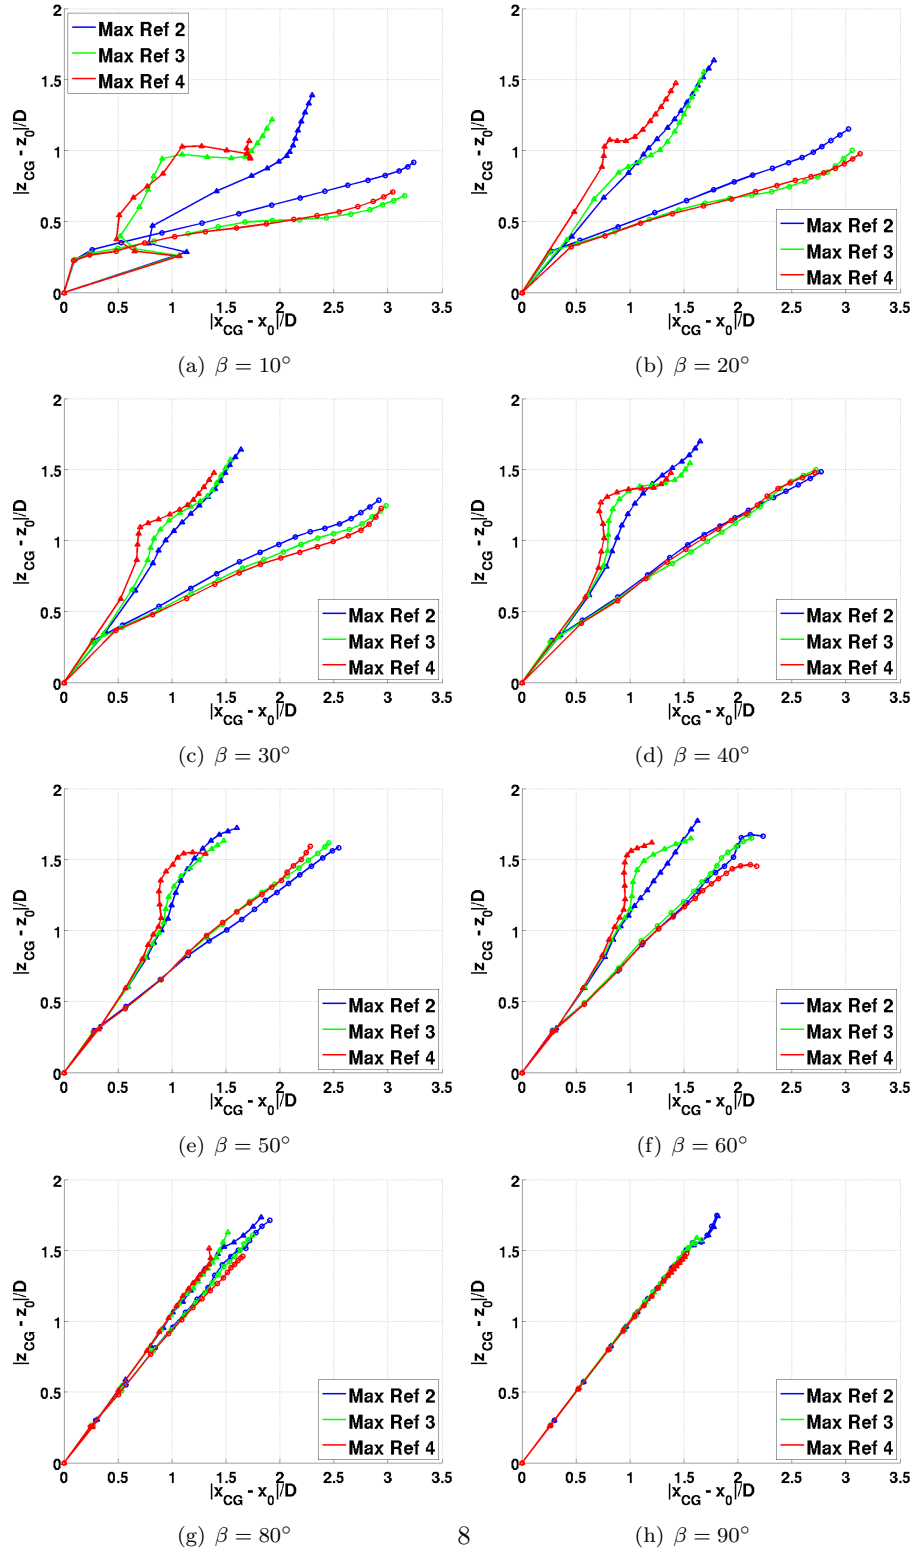 2
1.5
1
0.5
0
|z_CG - z_0|/D
Max Ref 2
Max Ref 3
Max Ref 4
0 0.5 1 1.5 2 2.5 3 3.5
|x_CG - x_0|/D
(a) β = 10°
2
1.5
1
0.5
0
|z_CG - z_0|/D
Max Ref 2
Max Ref 3
Max Ref 4
0 0.5 1 1.5 2 2.5 3 3.5
|x_CG - x_0|/D
(b) β = 20°
2
1.5
1
0.5
0
|z_CG - z_0|/D
Max Ref 2
Max Ref 3
Max Ref 4
0 0.5 1 1.5 2 2.5 3 3.5
|x_CG - x_0|/D
(c) β = 30°
2
1.5
1
0.5
0
|z_CG - z_0|/D
Max Ref 2
Max Ref 3
Max Ref 4
0 0.5 1 1.5 2 2.5 3 3.5
|x_CG - x_0|/D
(d) β = 40°
2
1.5
1
0.5
0
|z_CG - z_0|/D
Max Ref 2
Max Ref 3
Max Ref 4
0 0.5 1 1.5 2 2.5 3 3.5
|x_CG - x_0|/D
(e) β = 50°
2
1.5
1
0.5
0
|z_CG - z_0|/D
Max Ref 2
Max Ref 3
Max Ref 4
0 0.5 1 1.5 2 2.5 3 3.5
|x_CG - x_0|/D
(f) β = 60°
2
1.5
1
0.5
0
|z_CG - z_0|/D
Max Ref 2
Max Ref 3
Max Ref 4
0 0.5 1 1.5 2 2.5 3 3.5
|x_CG - x_0|/D
(g) β = 80°
2
1.5
1
0.5
0
|z_CG - z_0|/D
Max Ref 2
Max Ref 3
Max Ref 4
0 0.5 1 1.5 2 2.5 3 3.5
|x_CG - x_0|/D
(h) β = 90°
8